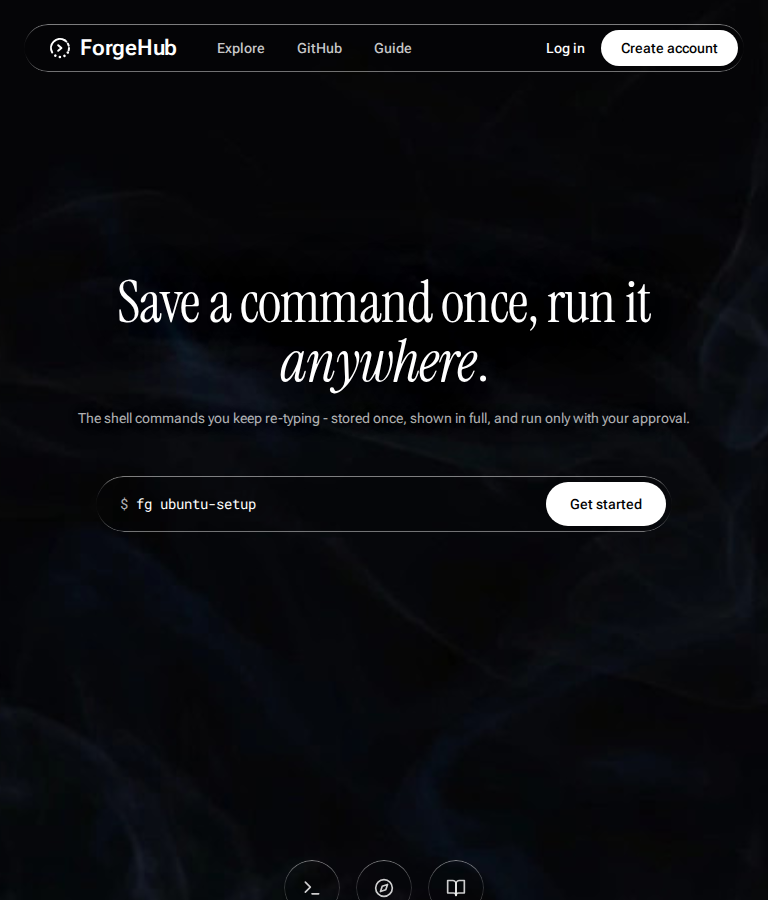 ForgeHub Explore GitHub Guide Log in Create account
Save a command once, run it
anywhere.
The shell commands you keep re-typing - stored once, shown in full, and run only with your approval.
$ fg ubuntu-setup Get started